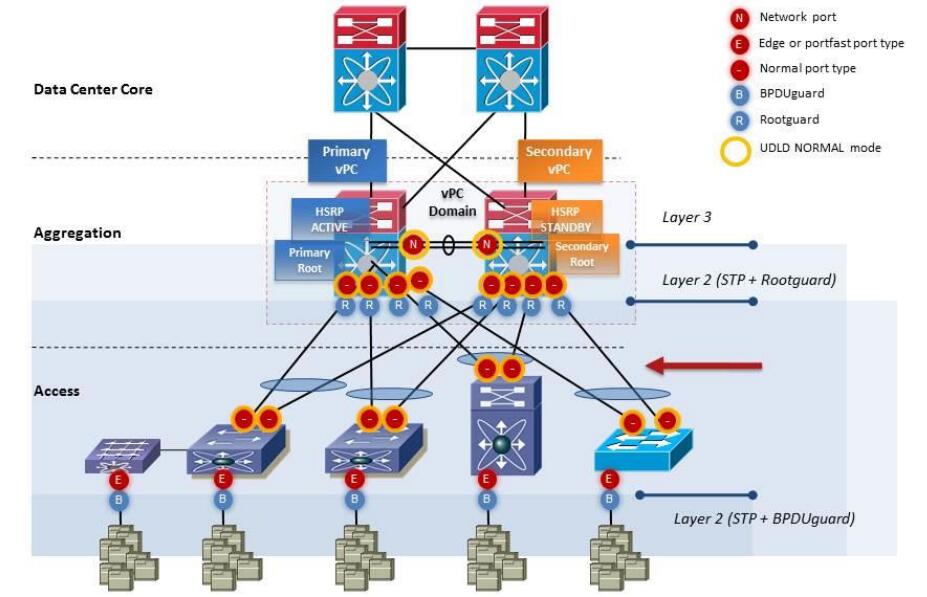 N Network port
E Edge or portfast port type
- Normal port type
B BPDUguard
R Rootguard
UDLD NORMAL mode
Data Center Core
Primary
vPC
Secondary
vPC
vPC
Domain
HSRP
ACTIVE
HSRP
STANDBY
Layer 3
Aggregation
N
N
Primary
Root
Secondary
Root
Layer 2 (STP + Rootguard)
- - - - - - - -
R R R R R R R R
Access
- -
- - - - - -
E E E E E
B B B B B
Layer 2 (STP + BPDUguard)